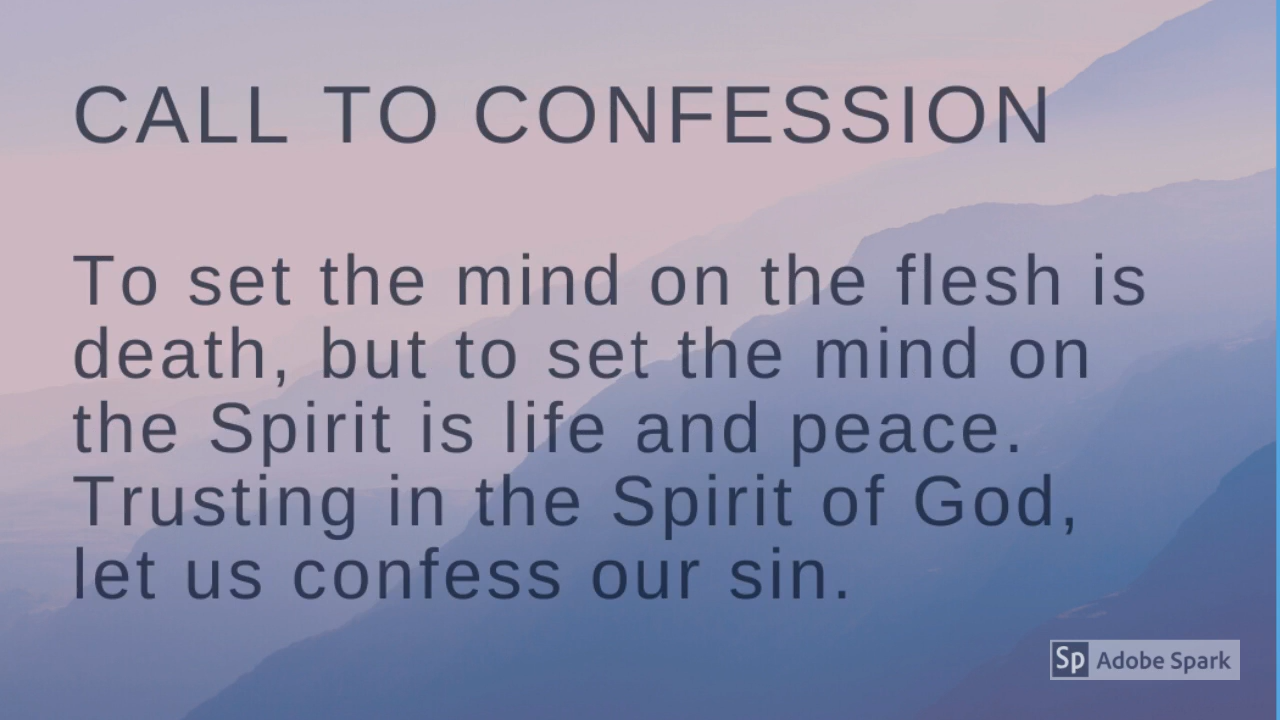 CALL TO CONFESSION
To set the mind on the flesh is
death, but to set the mind on
the Spirit is life and peace.
Trusting in the Spirit of God,
let us confess our sin.
Sp Adobe Spark